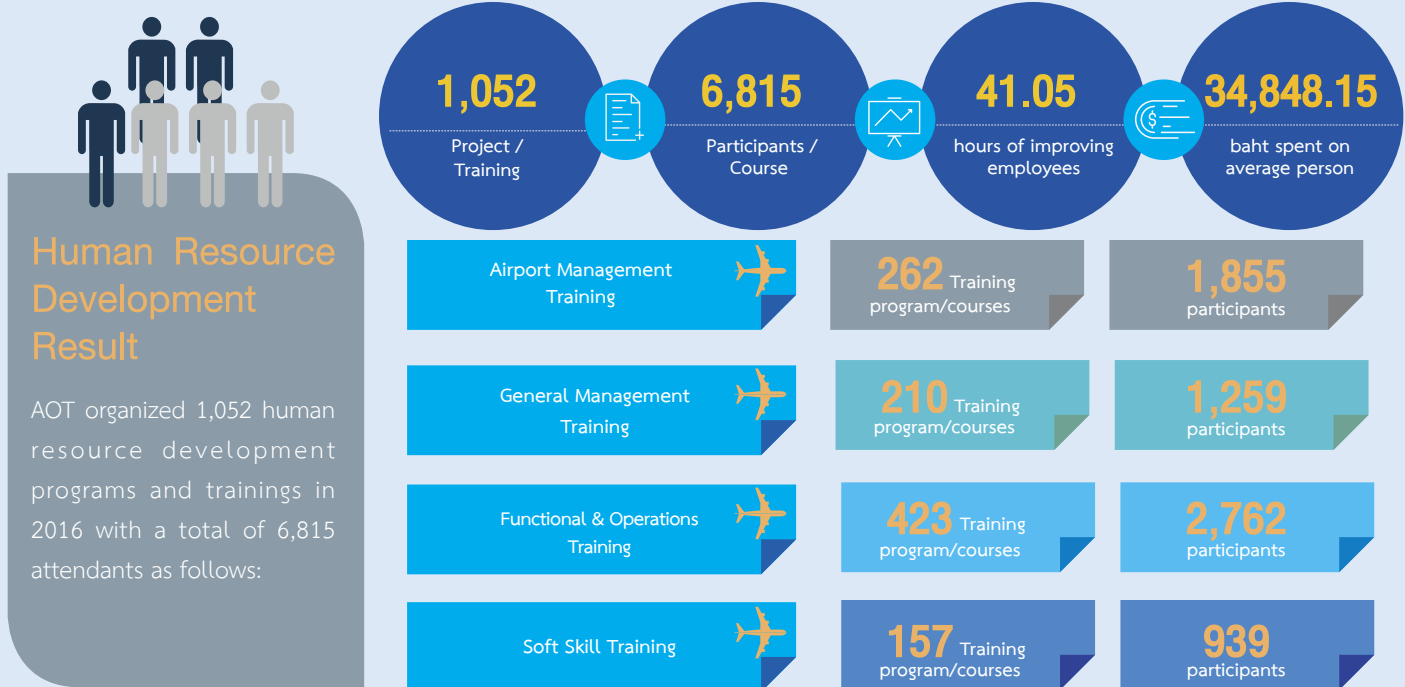 1,052
Project /
Training
6,815
Participants /
Course
41.05
hours of improving
employees
34,848.15
baht spent on
average person
Human Resource
Development
Result
AOT organized 1,052 human
resource development
programs and trainings in
2016 with a total of 6,815
attendants as follows:
Airport Management
Training
262 Training
program/courses
1,855
participants
General Management
Training
210 Training
program/courses
1,259
participants
Functional & Operations
Training
423 Training
program/courses
2,762
participants
Soft Skill Training
157 Training
program/courses
939
participants